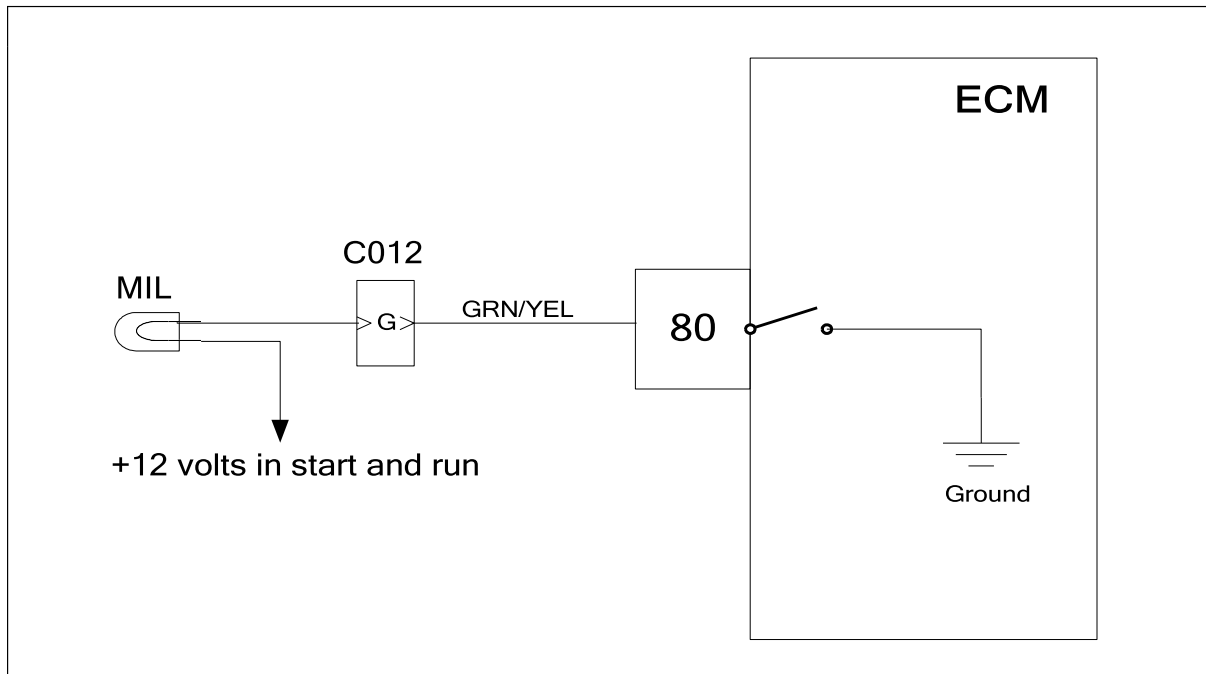 ECM
C012
MIL
G
GRN/YEL
80
+12 volts in start and run
Ground